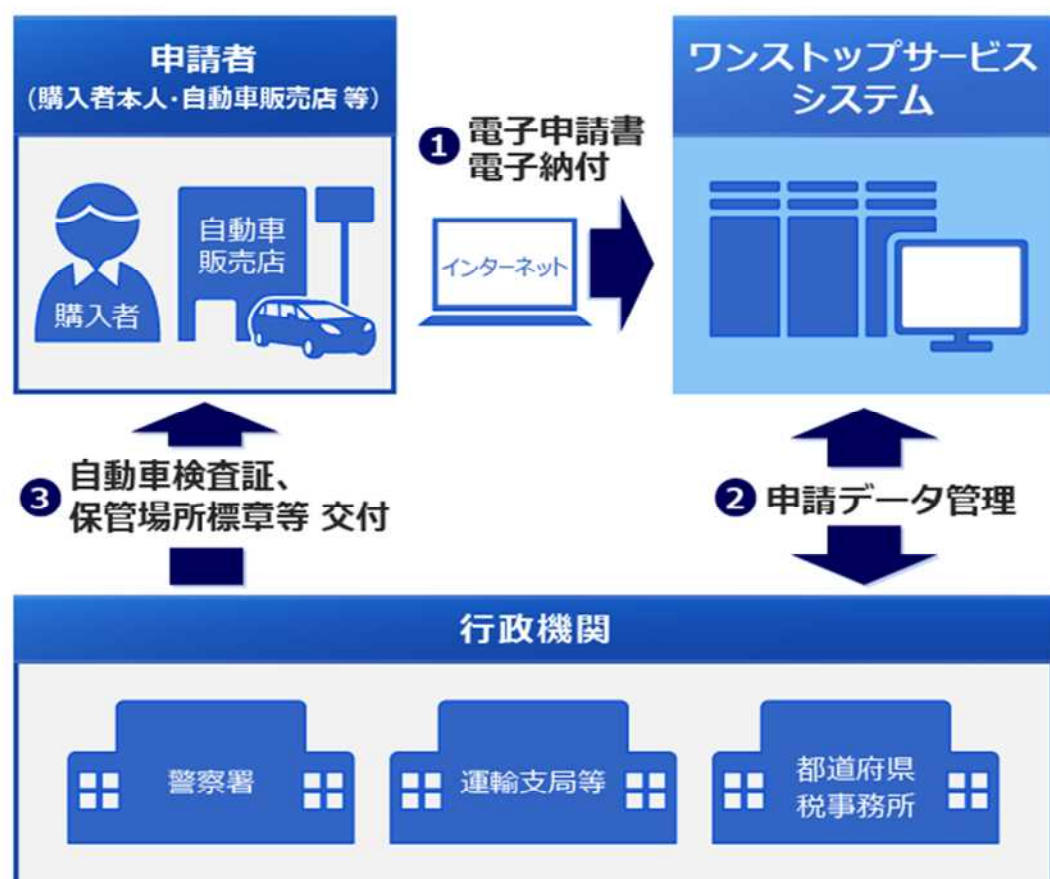 申請者
(購入者本人・自動車販売店 等)
購入者
自動車
販売店
❶ 電子申請書
電子納付
インターネット
ワンストップサービス
システム
❷ 申請データ管理
❸ 自動車検査証、
保管場所標章等 交付
行政機関
警察署
運輸支局等
都道府県
税事務所